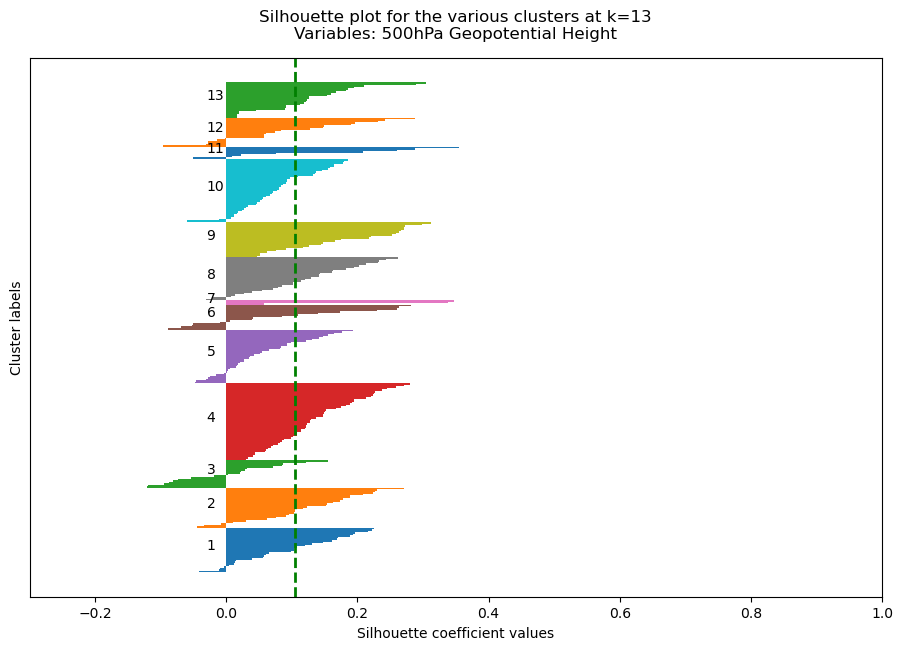 Silhouette plot for the various clusters at k=13
Variables: 500hPa Geopotential Height
13
12
11
10
9
8
7
6
5
4
3
2
1
Cluster labels
−0.2 0.0 0.2 0.4 0.6 0.8 1.0
Silhouette coefficient values